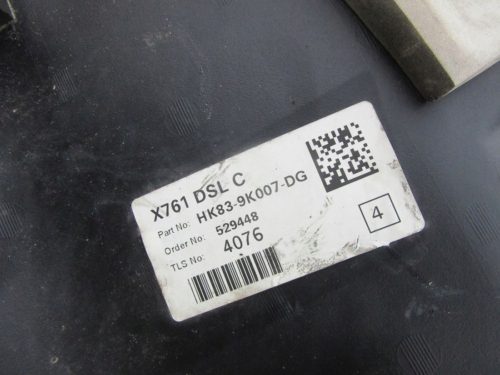 X761 DSL C
Part No: HK83-9K007-DG
Order No: 529448
TLS No: 4076
4